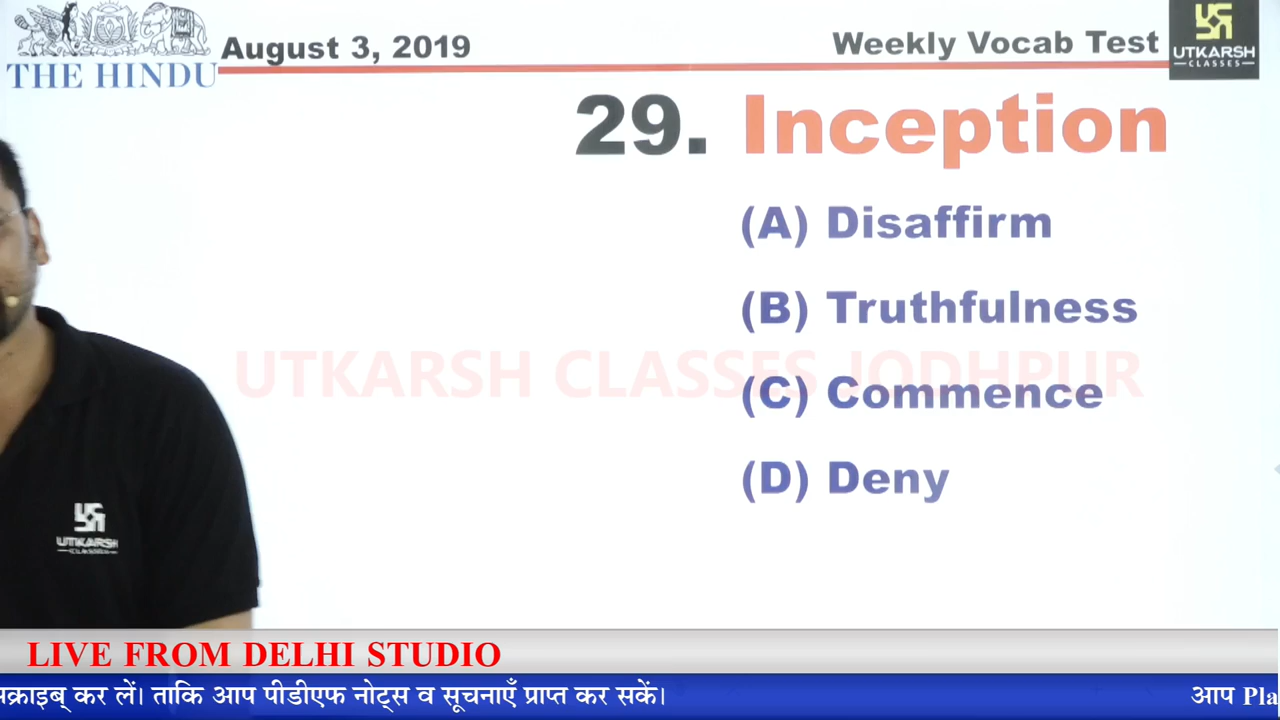 THE HINDU
August 3, 2019
Weekly Vocab Test
UTKARSH
CLASSES
29. Inception
(A) Disaffirm
(B) Truthfulness
UTKARSH CLASSES JODHPUR
(C) Commence
(D) Deny
UTKARSH
CLASSES
LIVE FROM DELHI STUDIO
कर लें। ताकि आप पीडीएफ नोट्स व सूचनाएँ प्राप्त कर सकें।
आप